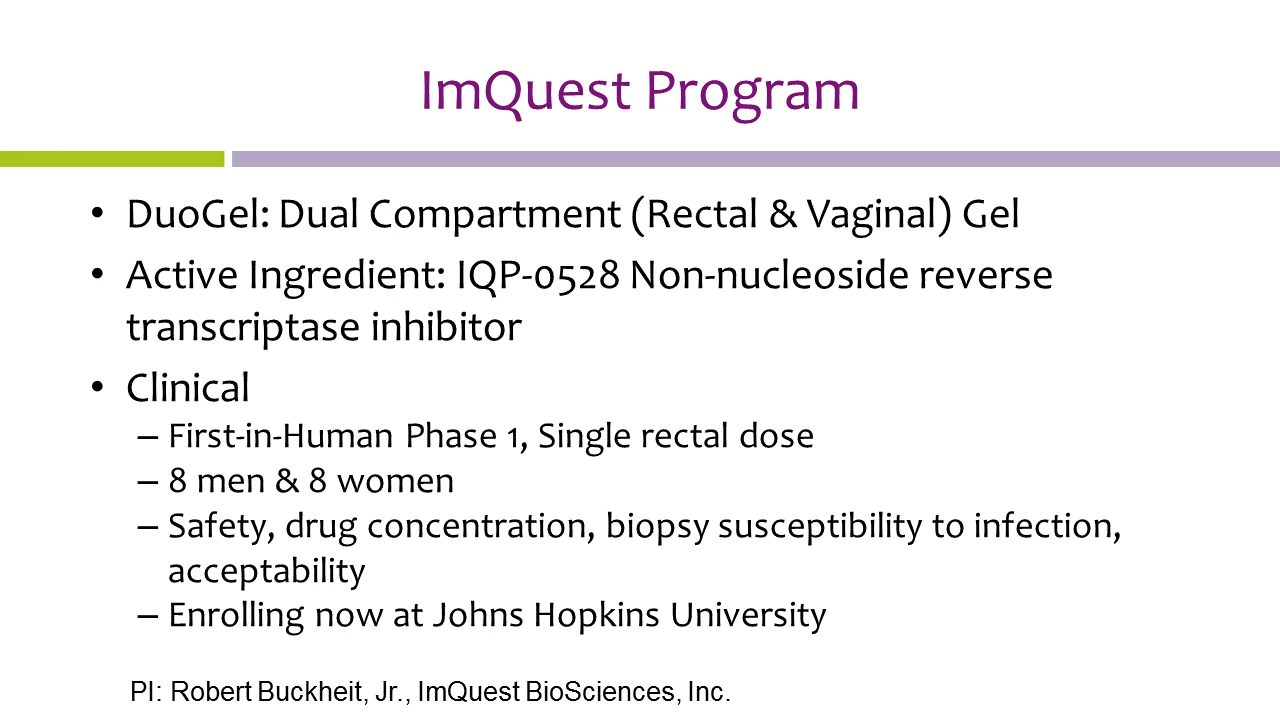 ImQuest Program
• DuoGel: Dual Compartment (Rectal & Vaginal) Gel
• Active Ingredient: IQP-0528 Non-nucleoside reverse
transcriptase inhibitor
• Clinical
– First-in-Human Phase 1, Single rectal dose
– 8 men & 8 women
– Safety, drug concentration, biopsy susceptibility to infection,
acceptability
– Enrolling now at Johns Hopkins University
PI: Robert Buckheit, Jr., ImQuest BioSciences, Inc.